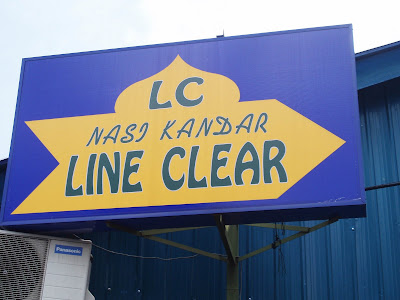 LC
NASI KANDAR
LINE CLEAR
Panasonic